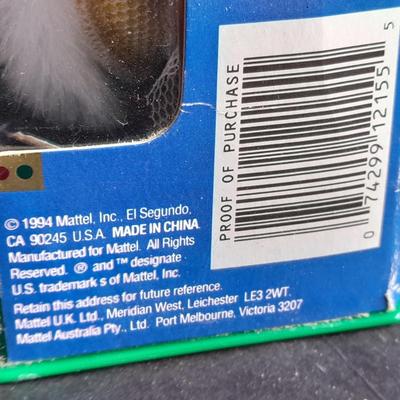 PROOF OF PURCHASE
0 74299 12155 5
© 1994 Mattel, Inc., El Segundo,
CA 90245 U.S.A. MADE IN CHINA
Manufactured for Mattel. All Rights
Reserved. ® and ™ designate
U.S. trademarks of Mattel, Inc.
Retain this address for future reference.
Mattel U.K. Ltd., Meridian West, Leichester LE3 2WT.
Mattel Australia Pty., Ltd. Port Melbourne, Victoria 3207